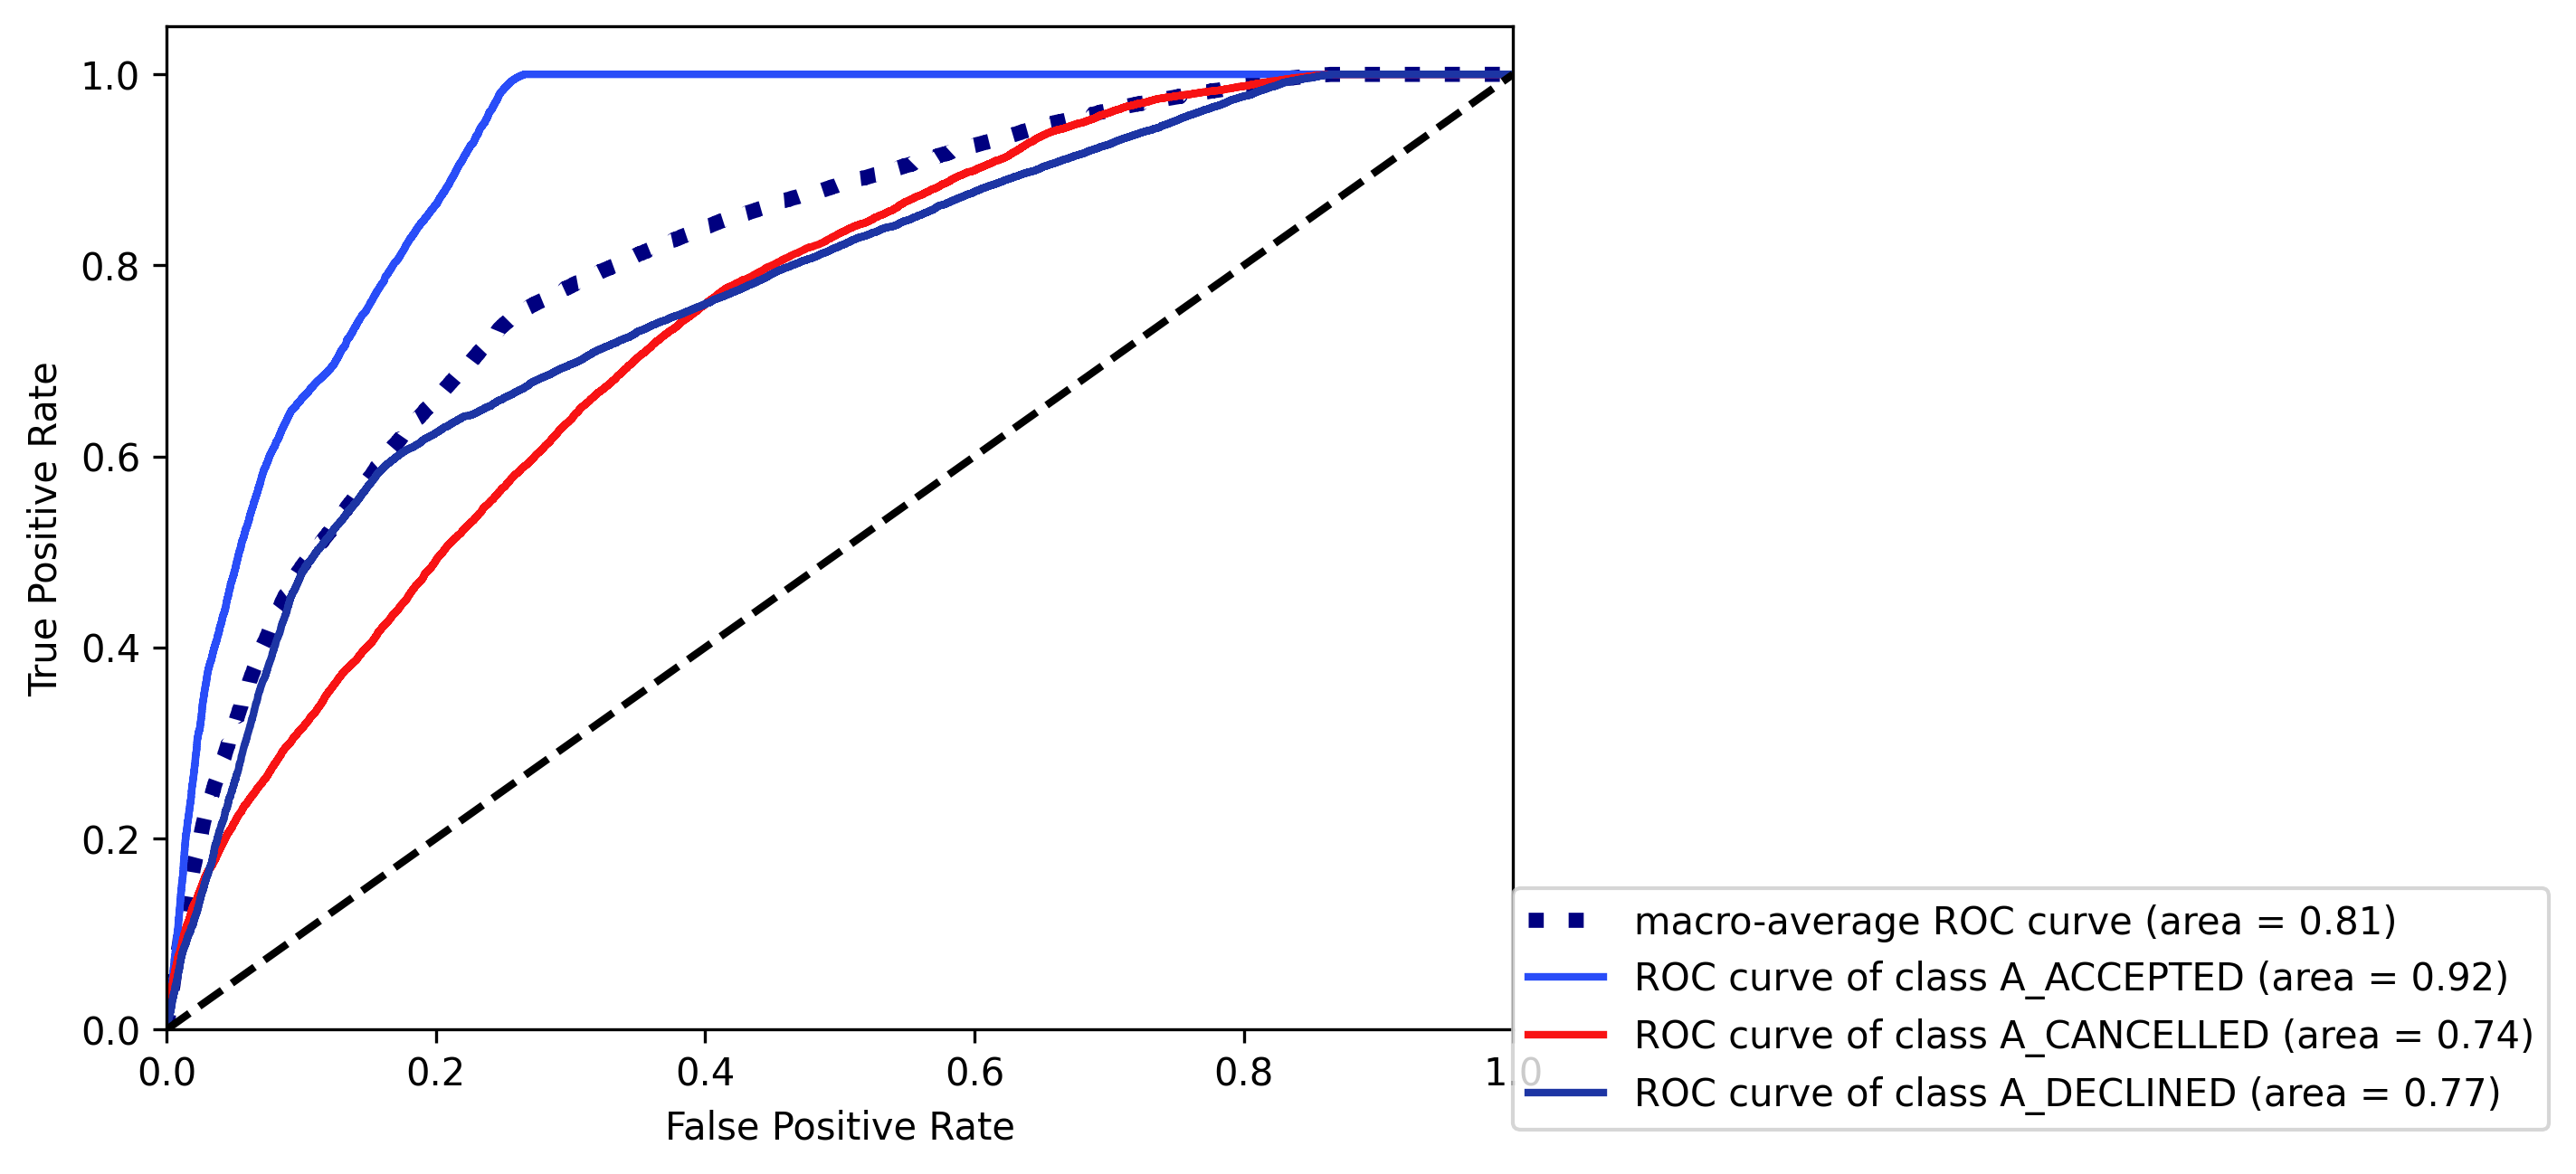 1.0
0.8
0.6
0.4
0.2
0.0
True Positive Rate
0.0 0.2 0.4 0.6 0.8 1.0
False Positive Rate
macro-average ROC curve (area = 0.81)
ROC curve of class A_ACCEPTED (area = 0.92)
ROC curve of class A_CANCELLED (area = 0.74)
ROC curve of class A_DECLINED (area = 0.77)